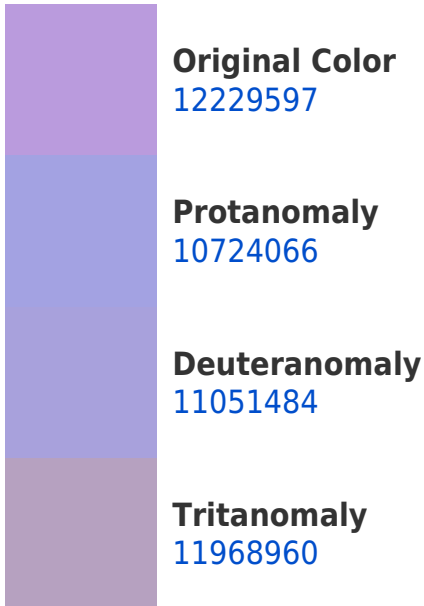 Original Color
12229597
Protanomaly
10724066
Deuteranomaly
11051484
Tritanomaly
11968960